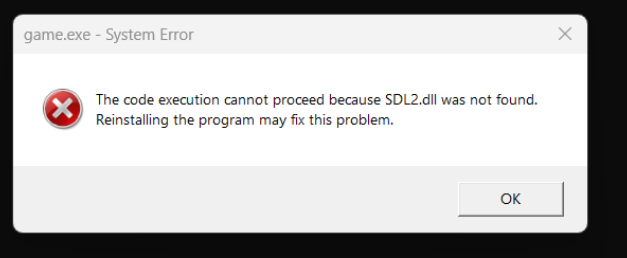 game.exe - System Error
The code execution cannot proceed because SDL2.dll was not found.
Reinstalling the program may fix this problem.
OK